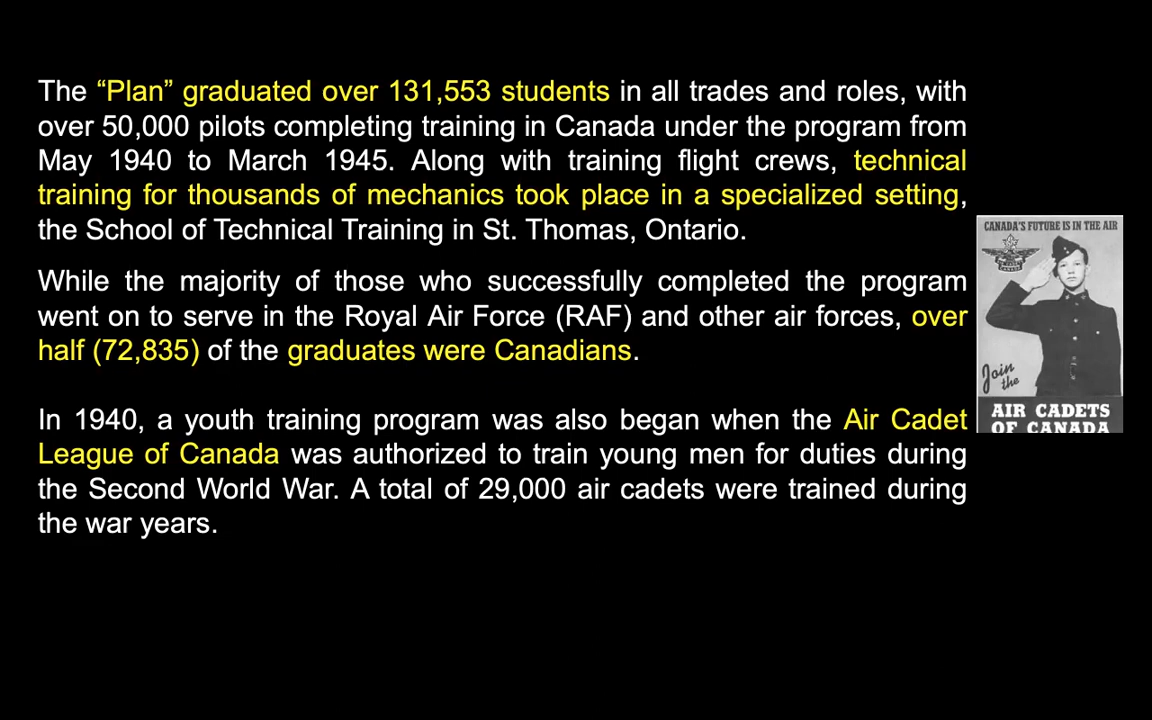 The “Plan” graduated over 131,553 students in all trades and roles, with
over 50,000 pilots completing training in Canada under the program from
May 1940 to March 1945. Along with training flight crews, technical
training for thousands of mechanics took place in a specialized setting,
the School of Technical Training in St. Thomas, Ontario.
While the majority of those who successfully completed the program
went on to serve in the Royal Air Force (RAF) and other air forces, over
half (72,835) of the graduates were Canadians.
In 1940, a youth training program was also began when the Air Cadet
League of Canada was authorized to train young men for duties during
the Second World War. A total of 29,000 air cadets were trained during
the war years.
CANADA'S FUTURE IS IN THE AIR
Join
the
AIR CADETS
OF CANADA